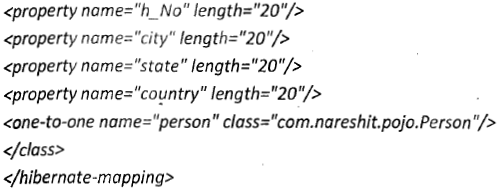 <property name="h_No" length="20"/>
<property name="city" length="20"/>
<property name="state" length="20"/>
<property name="country" length="20"/>
<one-to-one name="person" class="com.nareshit.pojo.Person"/>
</class>
</hibernate-mapping>